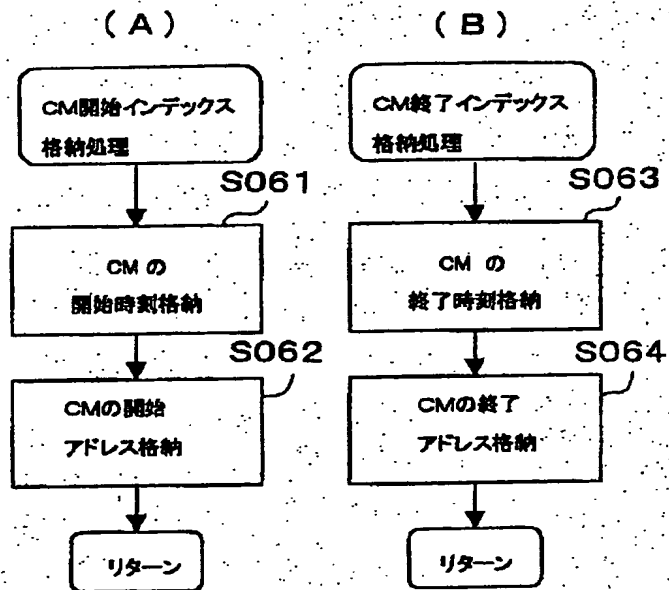 (A)
CM開始インデックス
格納処理
S061
CM の
開始時刻格納
S062
CMの開始
アドレス格納
リターン
(B)
CM終了インデックス
格納処理
S063
CM の
終了時刻格納
S064
CMの終了
アドレス格納
リターン